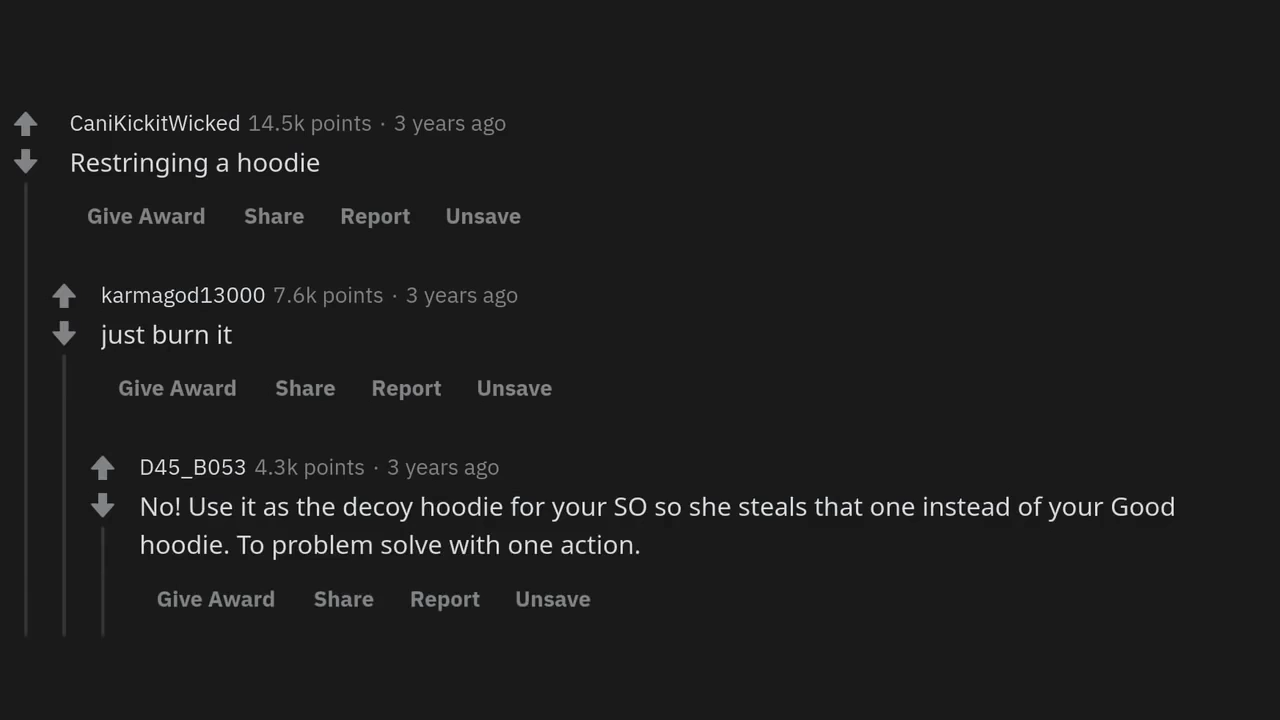 CaniKickitWicked 14.5k points · 3 years ago
Restringing a hoodie
Give Award Share Report Unsave
karmagod13000 7.6k points · 3 years ago
just burn it
Give Award Share Report Unsave
D45_B053 4.3k points · 3 years ago
No! Use it as the decoy hoodie for your SO so she steals that one instead of your Good
hoodie. To problem solve with one action.
Give Award Share Report Unsave